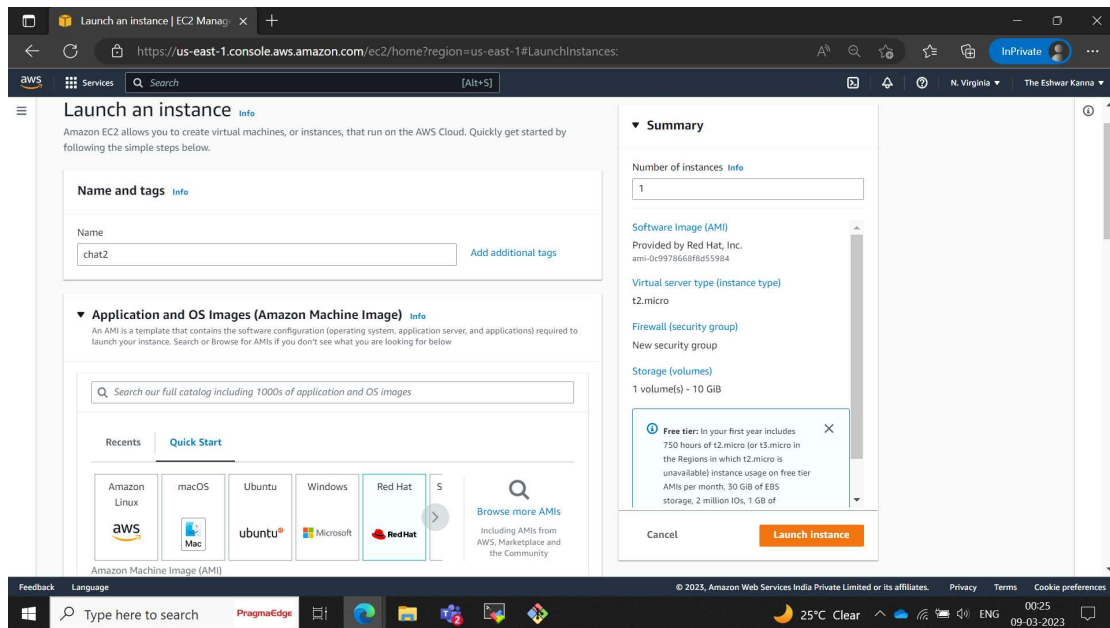 Launch an instance | EC2 Manag
https://us-east-1.console.aws.amazon.com/ec2/home?region=us-east-1#LaunchInstances:
InPrivate
aws
Services
Search
[Alt+S]
N. Virginia
The Eshwar Kanna
Launch an instance Info
Amazon EC2 allows you to create virtual machines, or instances, that run on the AWS Cloud. Quickly get started by
following the simple steps below.
Name and tags Info
Name
chat2
Add additional tags
Application and OS Images (Amazon Machine Image) Info
An AMI is a template that contains the software configuration (operating system, application server, and applications) required to
launch your instance. Search or Browse for AMIs if you don't see what you are looking for below
Search our full catalog including 1000s of application and OS images
Recents
Quick Start
Amazon
Linux
aws
macOS
Mac
Ubuntu
ubuntu®
Windows
Microsoft
Red Hat
Red Hat
S
Browse more AMIs
Including AMIs from
AWS, Marketplace and
the Community
Amazon Machine Image (AMI)
Summary
Number of instances Info
1
Software Image (AMI)
Provided by Red Hat, Inc.
ami-0c9978668f8d55984
Virtual server type (instance type)
t2.micro
Firewall (security group)
New security group
Storage (volumes)
1 volume(s) - 10 GiB
Free tier: In your first year includes
750 hours of t2.micro (or t3.micro in
the Regions in which t2.micro is
unavailable) instance usage on free tier
AMIs per month, 30 GiB of EBS
storage, 2 million IOs, 1 GB of
Cancel
Launch instance
Feedback
Language
© 2023, Amazon Web Services India Private Limited or its affiliates.
Privacy
Terms
Cookie preferences
Type here to search
PragmaEdge
25°C Clear
ENG
00:25
09-03-2023